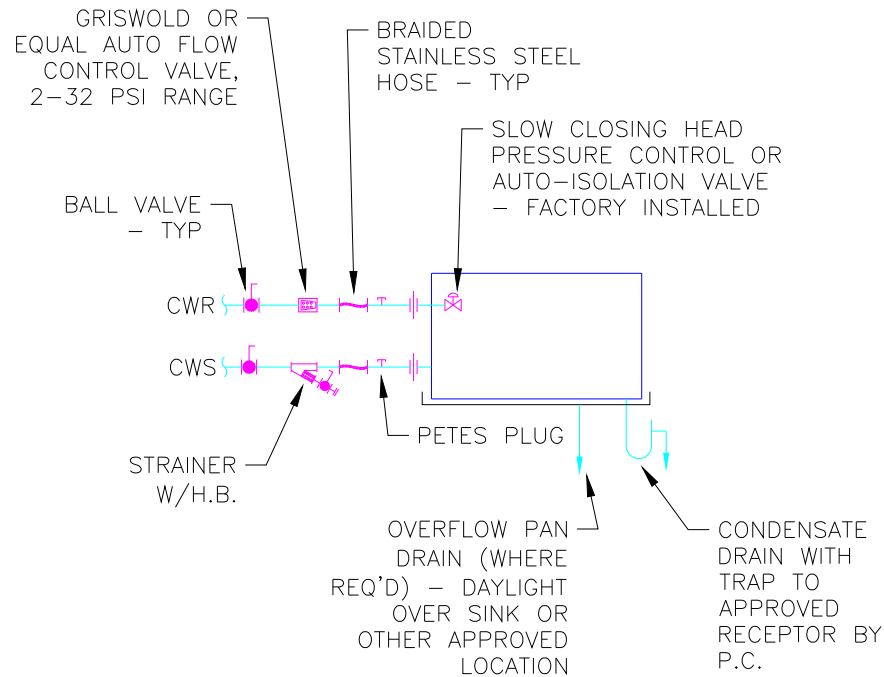 GRISWOLD OR
EQUAL AUTO FLOW
CONTROL VALVE,
2-32 PSI RANGE
BRAIDED
STAINLESS STEEL
HOSE - TYP
SLOW CLOSING HEAD
PRESSURE CONTROL OR
AUTO-ISOLATION VALVE
- FACTORY INSTALLED
BALL VALVE
- TYP
CWR
CWS
PETES PLUG
STRAINER
W/H.B.
OVERFLOW PAN
DRAIN (WHERE
REQ'D) - DAYLIGHT
OVER SINK OR
OTHER APPROVED
LOCATION
CONDENSATE
DRAIN WITH
TRAP TO
APPROVED
RECEPTOR BY
P.C.